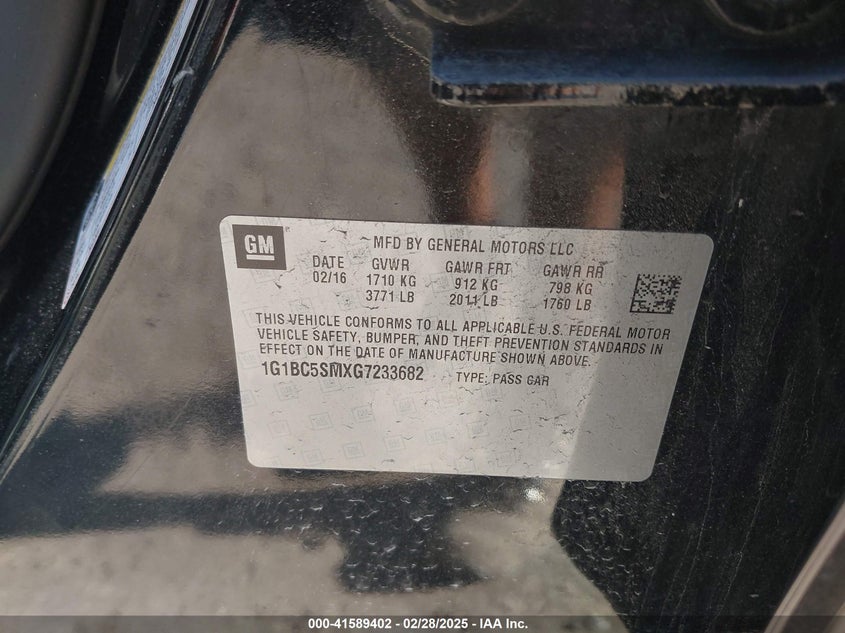 GM
MFD BY GENERAL MOTORS LLC
DATE GVWR GAWR FRT GAWR RR
02/16 1710 KG 912 KG 798 KG
3771 LB 2011 LB 1760 LB
THIS VEHICLE CONFORMS TO ALL APPLICABLE U.S. FEDERAL MOTOR
VEHICLE SAFETY, BUMPER, AND THEFT PREVENTION STANDARDS IN
EFFECT ON THE DATE OF MANUFACTURE SHOWN ABOVE.
1G1BC5SMXG7233682 TYPE: PASS CAR
000-41589402 - 02/28/2025 - IAA Inc.